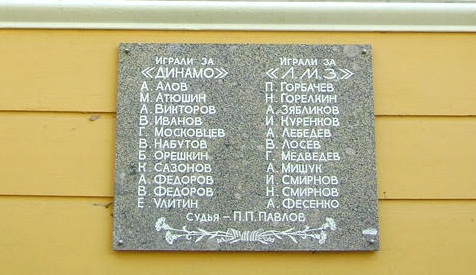 ИГРАЛИ ЗА
«ДИНАМО»
А. АЛОВ
М. АТЮШИН
А. ВИКТОРОВ
В. ИВАНОВ
Г. МОСКОВЦЕВ
В. НАБУТОВ
Б. ОРЕШКИН
К. САЗОНОВ
А. ФЕДОРОВ
В. ФЕДОРОВ
Е. УЛИТИН
ИГРАЛИ ЗА
«Л.М.З»
П. ГОРБАЧЕВ
Н. ГОРЕЛКИН
А. ЗЯБЛИКОВ
И. КУРЕНКОВ
А. ЛЕБЕДЕВ
В. ЛОСЕВ
Г. МЕДВЕДЕВ
А. МИШУК
И. СМИРНОВ
Н. СМИРНОВ
А. ФЕСЕНКО
СУДЬЯ – П.П. ПАВЛОВ